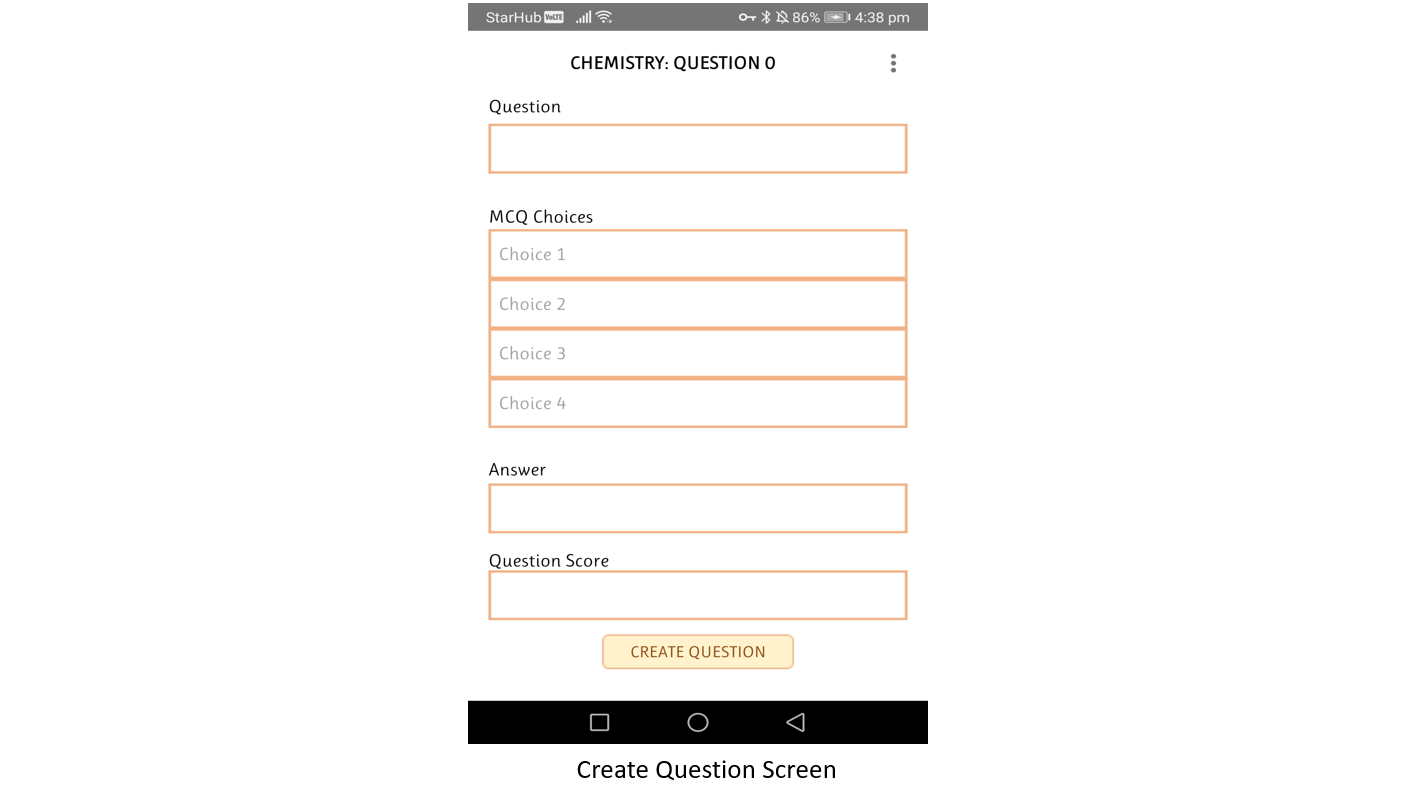 StarHub VoLTE 86% 4:38 pm
CHEMISTRY: QUESTION 0
Question
MCQ Choices
Choice 1
Choice 2
Choice 3
Choice 4
Answer
Question Score
CREATE QUESTION
Create Question Screen